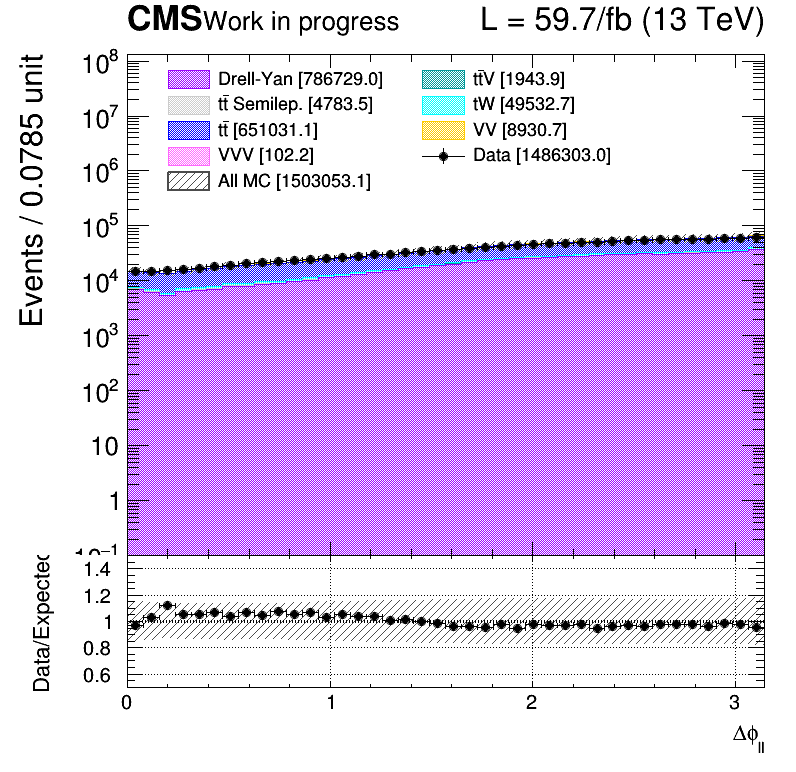 CMS Work in progress L = 59.7/fb (13 TeV)
Events / 0.0785 unit
10⁸
10⁷
10⁶
10⁵
10⁴
10³
10²
10
1
10⁻¹
Drell-Yan [786729.0]
tt̄ Semilep. [4783.5]
tt̄ [651031.1]
VVV [102.2]
All MC [1503053.1]
tt̄V [1943.9]
tW [49532.7]
VV [8930.7]
Data [1486303.0]
Data/Expected
1.4
1.2
1
0.8
0.6
0 1 2 3
Δϕ_ll